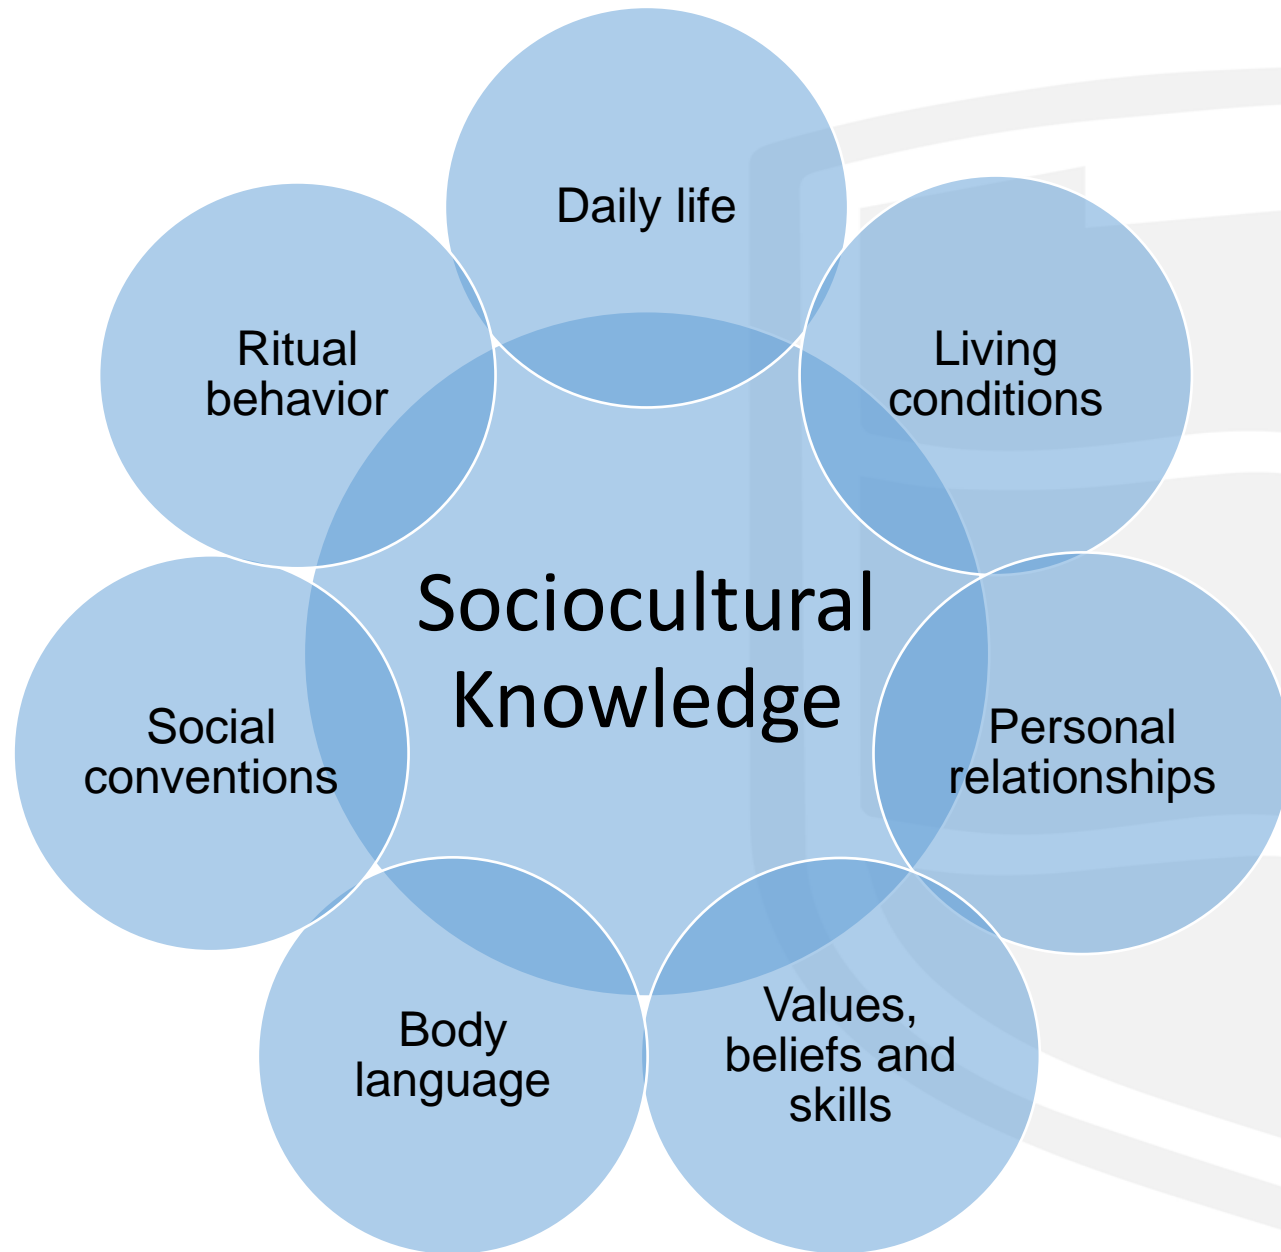 Daily life
Living
conditions
Personal
relationships
Values,
beliefs and
skills
Body
language
Social
conventions
Ritual
behavior
Sociocultural
Knowledge